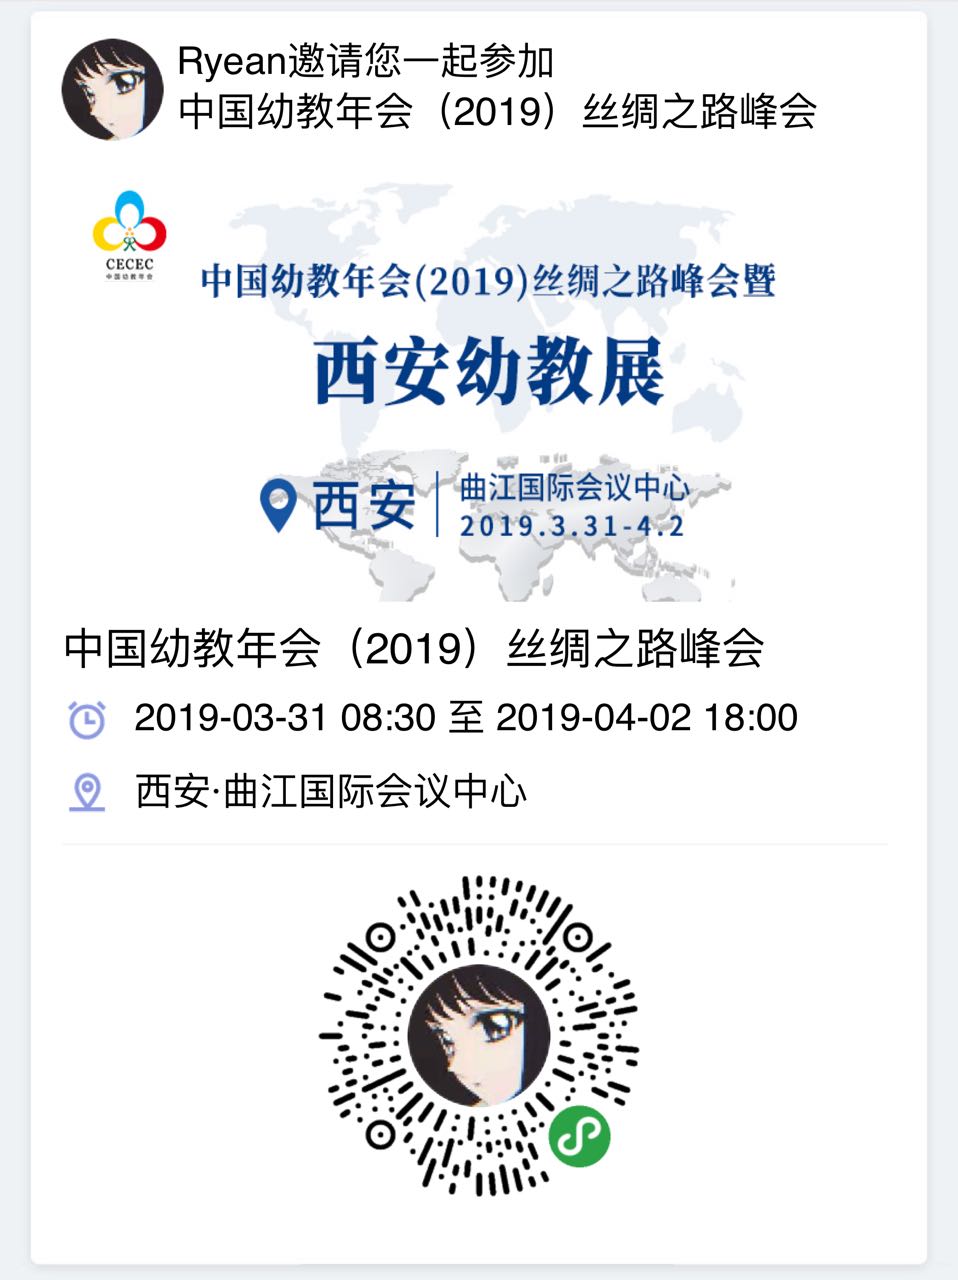 Ryean邀请您一起参加
中国幼教年会（2019）丝绸之路峰会
CECEC
中国幼教年会
中国幼教年会(2019)丝绸之路峰会暨
西安幼教展
西安
曲江国际会议中心
2019.3.31-4.2
中国幼教年会（2019）丝绸之路峰会
2019-03-31 08:30 至 2019-04-02 18:00
西安·曲江国际会议中心